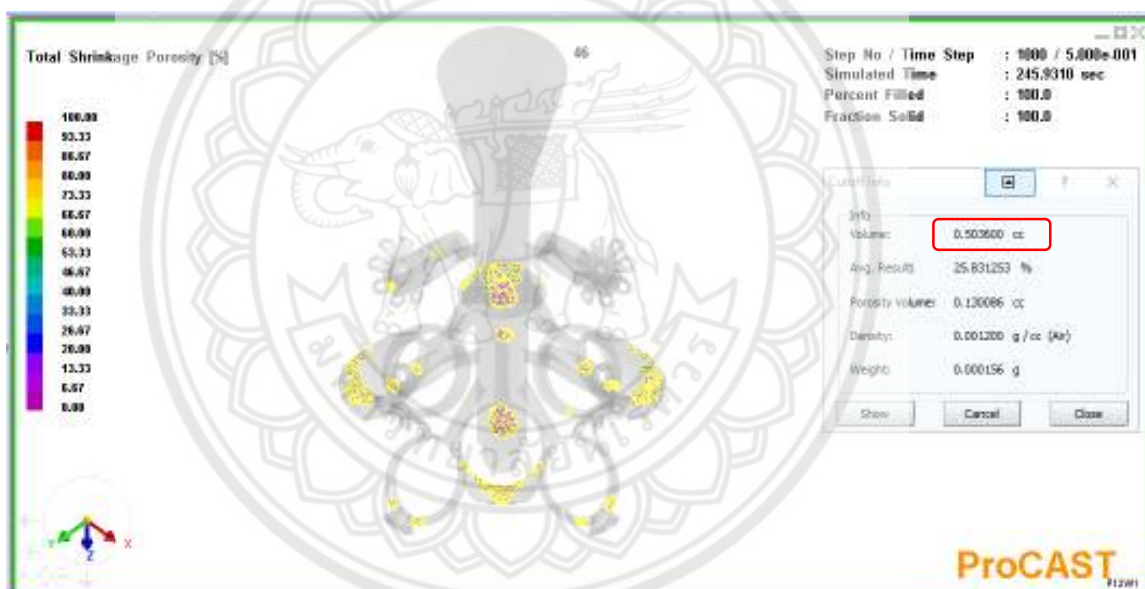 Total Shrinkage Porosity [%]
46
Step No / Time Step : 1000 / 5.000e-001
Simulated Time : 245.9310 sec
Percent Filled : 100.0
Fraction Solid : 100.0
100.00
93.33
86.67
80.00
73.33
66.67
60.00
53.33
46.67
40.00
33.33
26.67
20.00
13.33
6.67
0.00
Cutoff Info
Info
Volume: 0.503600 cc
Avg. Result: 25.831253 %
Porosity Volume: 0.130086 cc
Density: 0.001200 g/cc (Air)
Weight: 0.000156 g
Show Cancel Close
Y X
Z
ProCAST